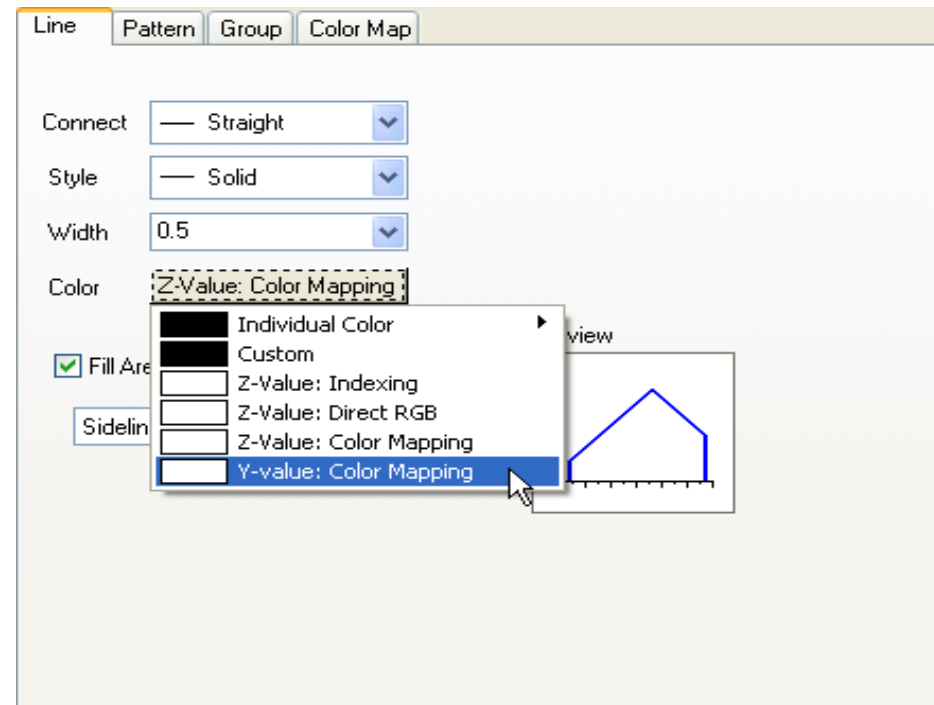 Line Pattern Group Color Map
Connect Straight
Style Solid
Width 0.5
Color Z-Value: Color Mapping
Individual Color
Custom
Z-Value: Indexing
Z-Value: Direct RGB
Z-Value: Color Mapping
Y-value: Color Mapping
view
Fill Are
Sidelin